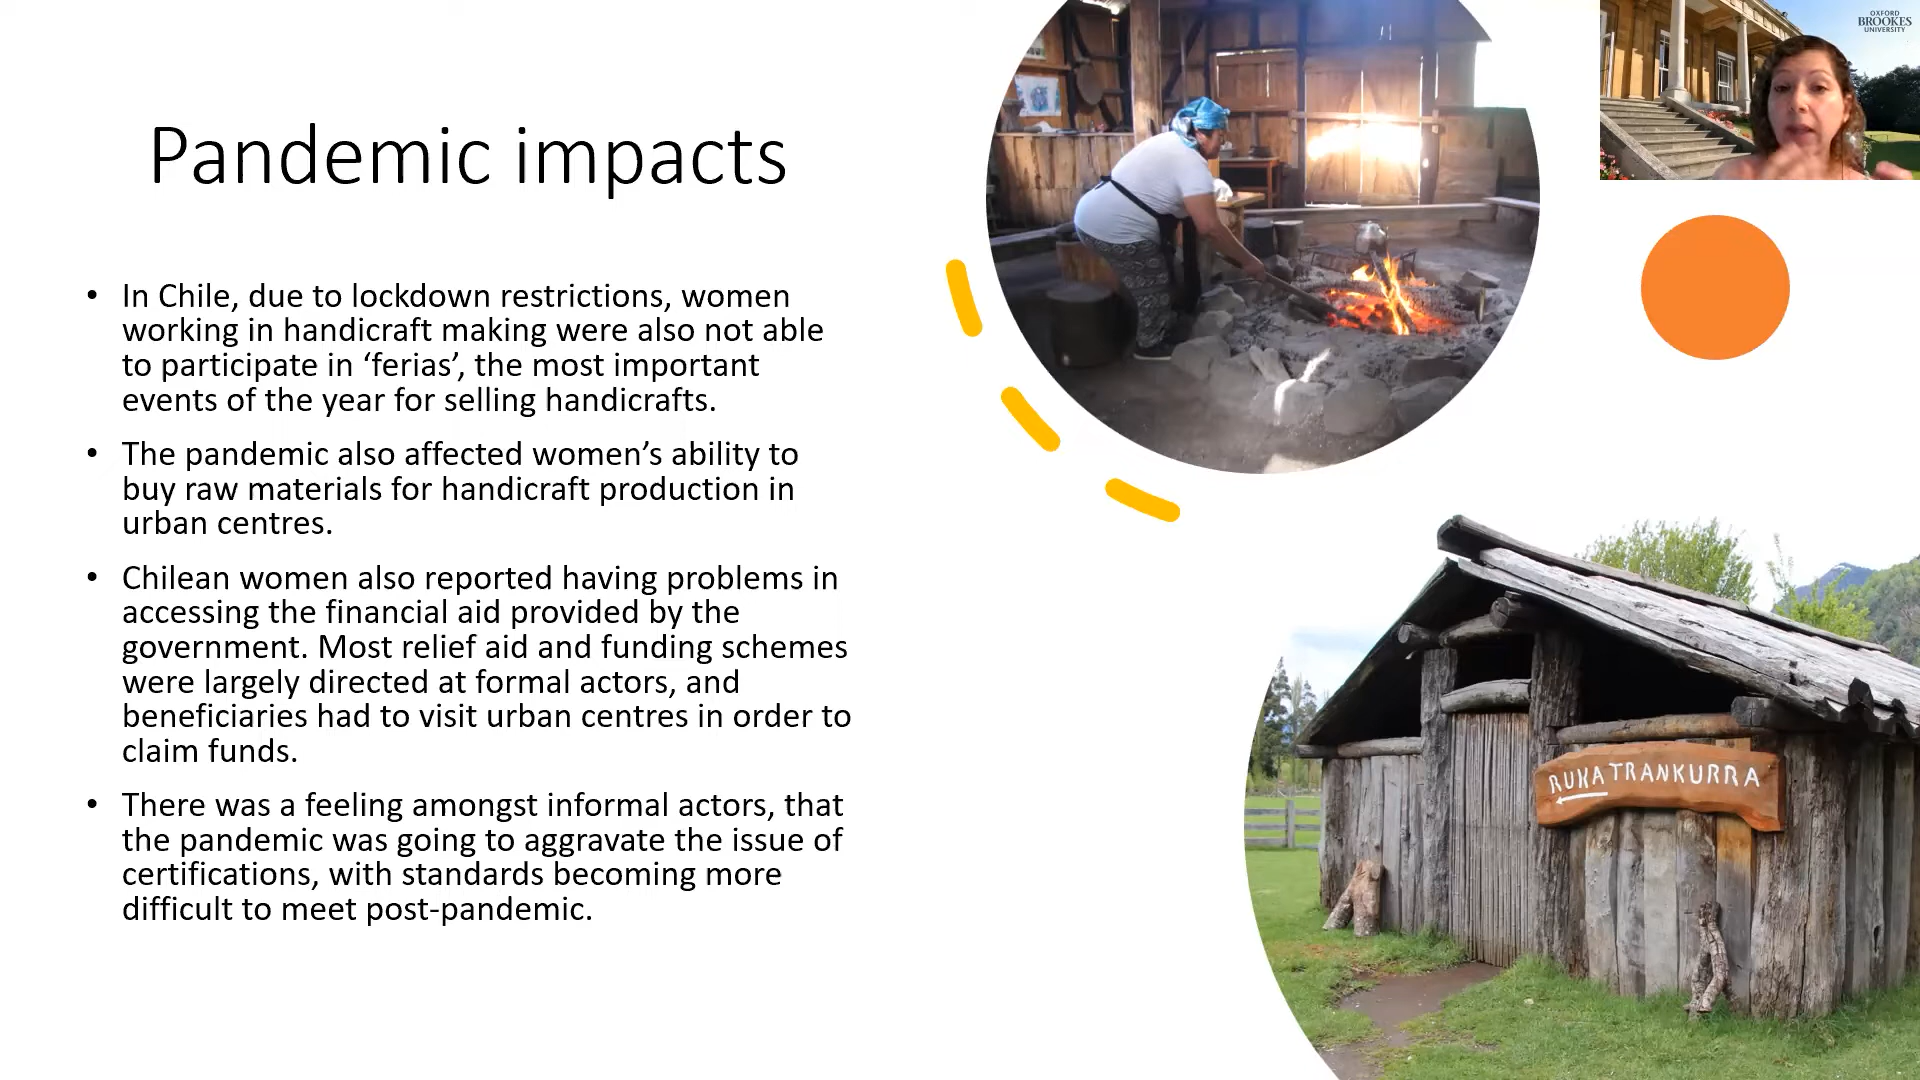 Pandemic impacts
• In Chile, due to lockdown restrictions, women
working in handicraft making were also not able
to participate in ‘ferias’, the most important
events of the year for selling handicrafts.
• The pandemic also affected women’s ability to
buy raw materials for handicraft production in
urban centres.
• Chilean women also reported having problems in
accessing the financial aid provided by the
government. Most relief aid and funding schemes
were largely directed at formal actors, and
beneficiaries had to visit urban centres in order to
claim funds.
• There was a feeling amongst informal actors, that
the pandemic was going to aggravate the issue of
certifications, with standards becoming more
difficult to meet post-pandemic.
OXFORD
BROOKES
UNIVERSITY
RUKA TRANKURRA